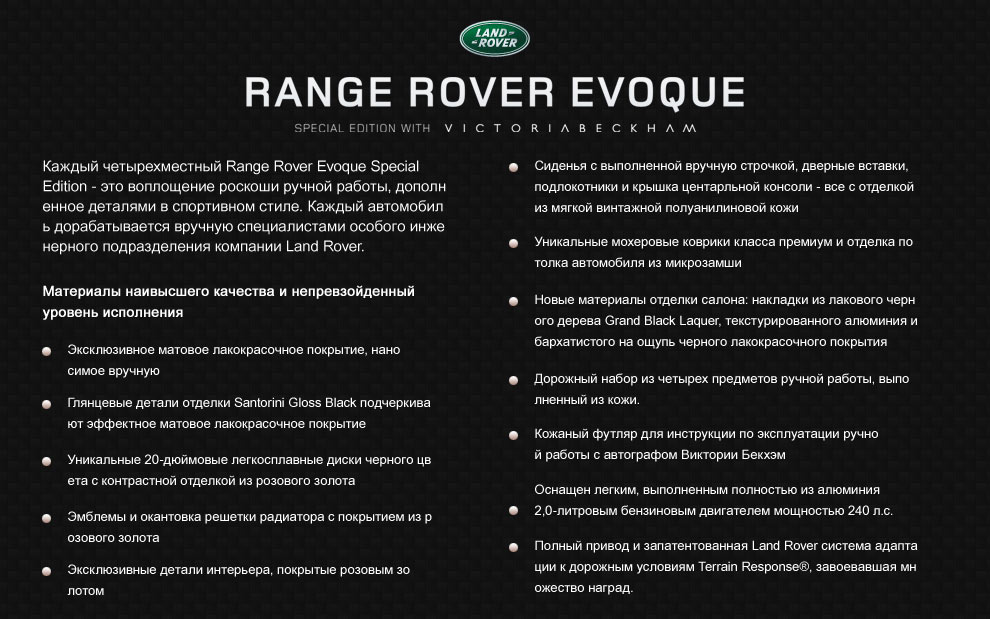 LAND ROVER
RANGE ROVER EVOQUE
SPECIAL EDITION WITH VICTORIA BECKHAM
Каждый четырехместный Range Rover Evoque Special
Edition - это воплощение роскоши ручной работы, дополн
енное деталями в спортивном стиле. Каждый автомобил
ь дорабатывается вручную специалистами особого инже
нерного подразделения компании Land Rover.
Материалы наивысшего качества и непревзойденный
уровень исполнения
Эксклюзивное матовое лакокрасочное покрытие, нано
симое вручную
Глянцевые детали отделки Santorini Gloss Black подчеркива
ют эффектное матовое лакокрасочное покрытие
Уникальные 20-дюймовые легкосплавные диски черного цв
ета с контрастной отделкой из розового золота
Эмблемы и окантовка решетки радиатора с покрытием из р
озового золота
Эксклюзивные детали интерьера, покрытые розовым зо
лотом
Сиденья с выполненной вручную строчкой, дверные вставки,
подлокотники и крышка центарльной консоли - все с отделкой
из мягкой винтажной полуанилиновой кожи
Уникальные мохеровые коврики класса премиум и отделка по
толка автомобиля из микрозамши
Новые материалы отделки салона: накладки из лакового черн
ого дерева Grand Black Laquer, текстурированного алюминия и
бархатистого на ощупь черного лакокрасочного покрытия
Дорожный набор из четырех предметов ручной работы, выпо
лненный из кожи.
Кожаный футляр для инструкции по эксплуатации ручно
й работы с автографом Виктории Бекхэм
Оснащен легким, выполненным полностью из алюминия
2,0-литровым бензиновым двигателем мощностью 240 л.с.
Полный привод и запатентованная Land Rover система адапта
ции к дорожным условиям Terrain Response®, завоевавшая мн
ожество наград.